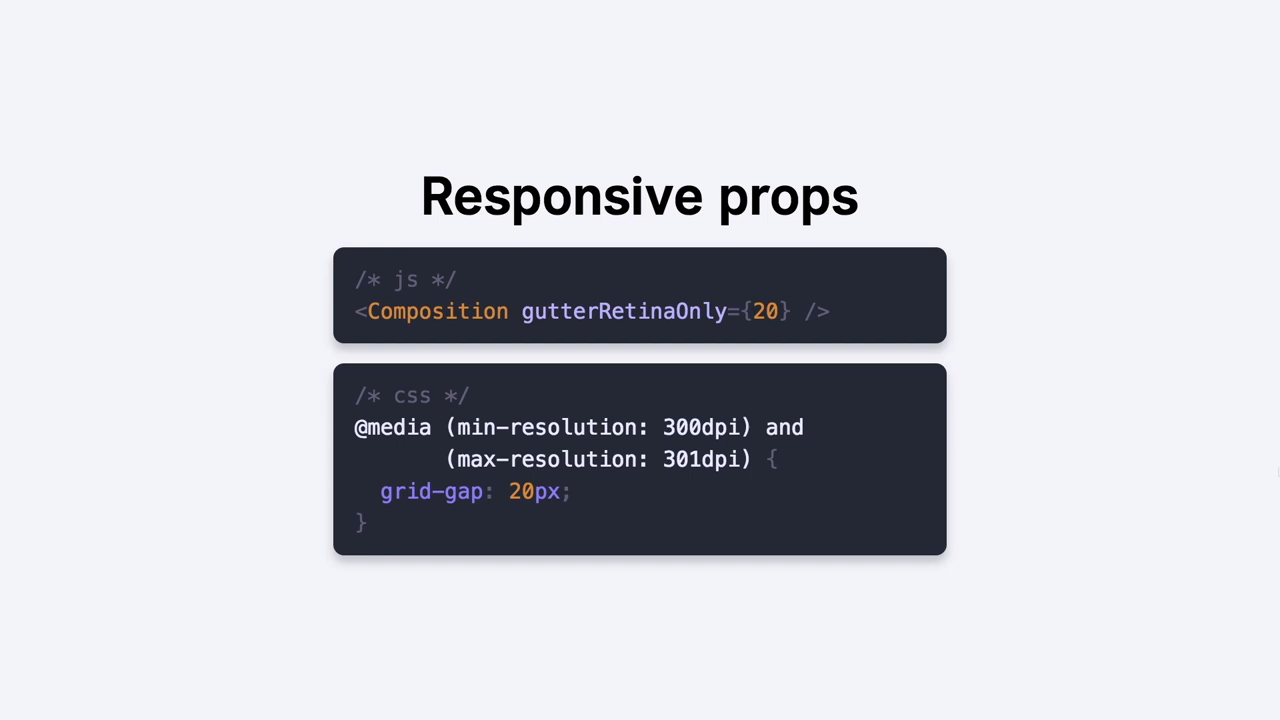 Responsive props
/* js */
<Composition gutterRetinaOnly={20} />
/* css */
@media (min-resolution: 300dpi) and
(max-resolution: 301dpi) {
grid-gap: 20px;
}